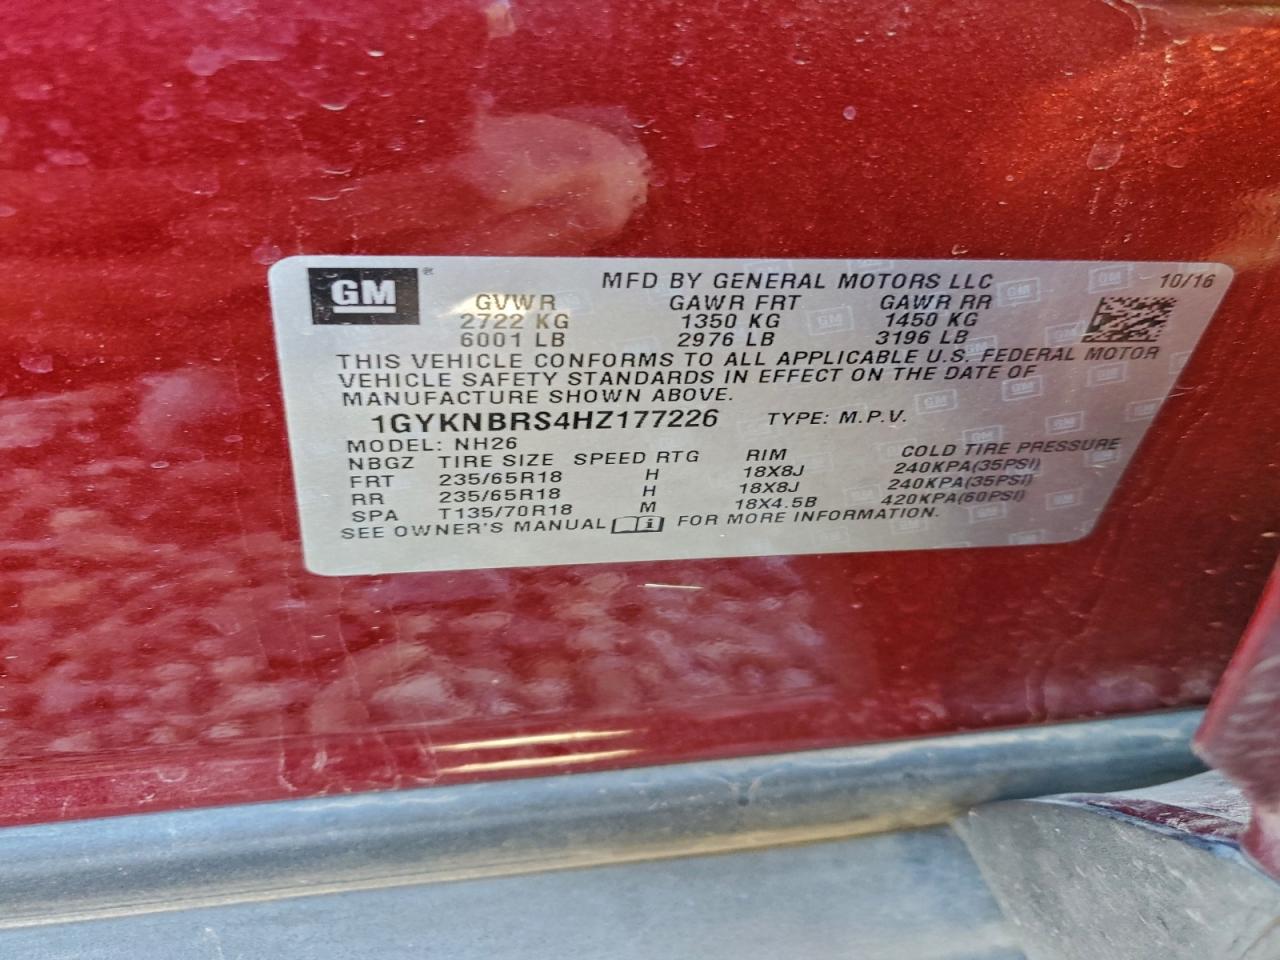 GM® MFD BY GENERAL MOTORS LLC 10/16
GVWR GAWR FRT GAWR RR
2722 KG 1350 KG 1450 KG
6001 LB 2976 LB 3196 LB
THIS VEHICLE CONFORMS TO ALL APPLICABLE U.S. FEDERAL MOTOR
VEHICLE SAFETY STANDARDS IN EFFECT ON THE DATE OF
MANUFACTURE SHOWN ABOVE.
1GYKNBRS4HZ177226 TYPE: M.P.V.
MODEL: NH26
NBGZ TIRE SIZE SPEED RTG RIM COLD TIRE PRESSURE
FRT 235/65R18 H 18X8J 240KPA(35PSI)
RR 235/65R18 H 18X8J 240KPA(35PSI)
SPA T135/70R18 M 18X4.5B 420KPA(60PSI)
SEE OWNER'S MANUAL FOR MORE INFORMATION.